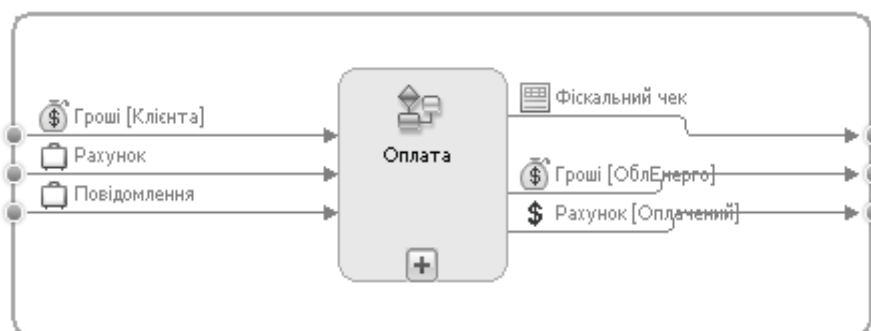 Гроші [Клієнта]
Рахунок
Повідомлення
Оплата
Фіскальний чек
Гроші [ОблЕнерго]
Рахунок [Оплачений]